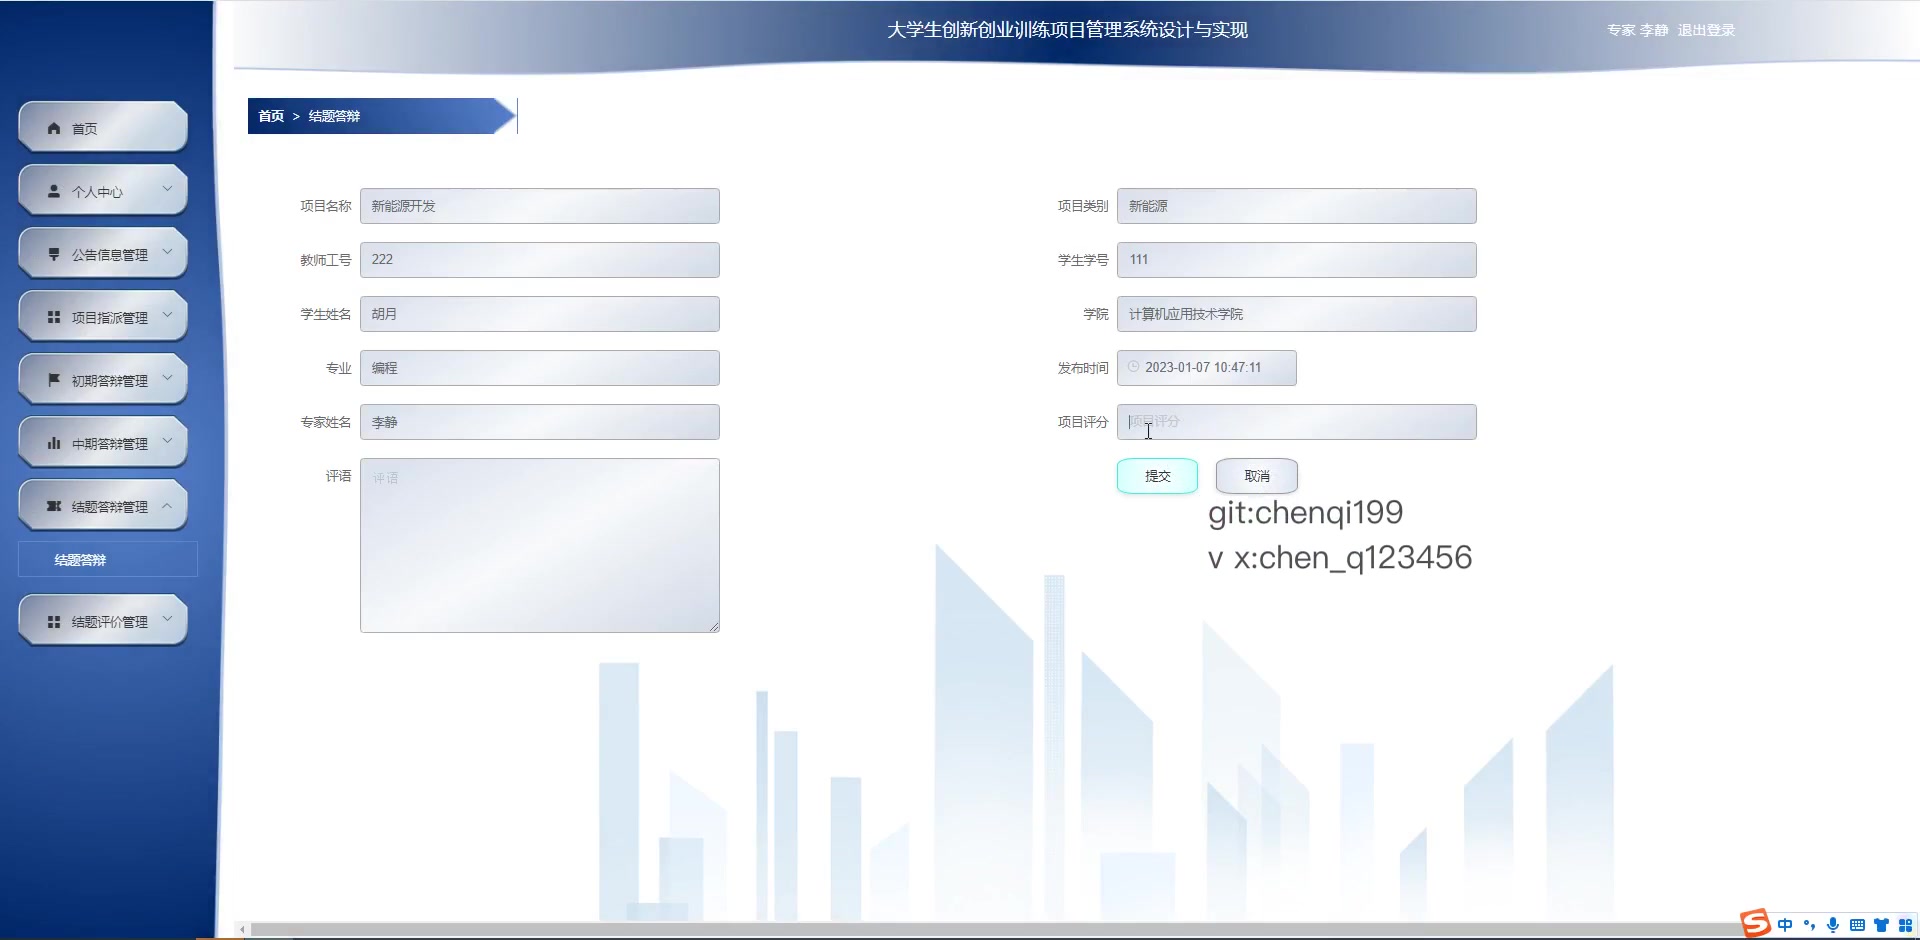 大学生创新创业训练项目管理系统设计与实现
专家 李静 退出登录
首页
个人中心
公告信息管理
项目指派管理
初期答辩管理
中期答辩管理
结题答辩管理
结题答辩
结题评价管理
首页 > 结题答辩
项目名称 新能源开发
项目类别 新能源
教师工号 222
学生学号 111
学生姓名 胡月
学院 计算机应用技术学院
专业 编程
发布时间 2023-01-07 10:47:11
专家姓名 李静
项目评分 项目评分
评语 评语
提交 取消
git:chenqi199
v x:chen_q123456
中